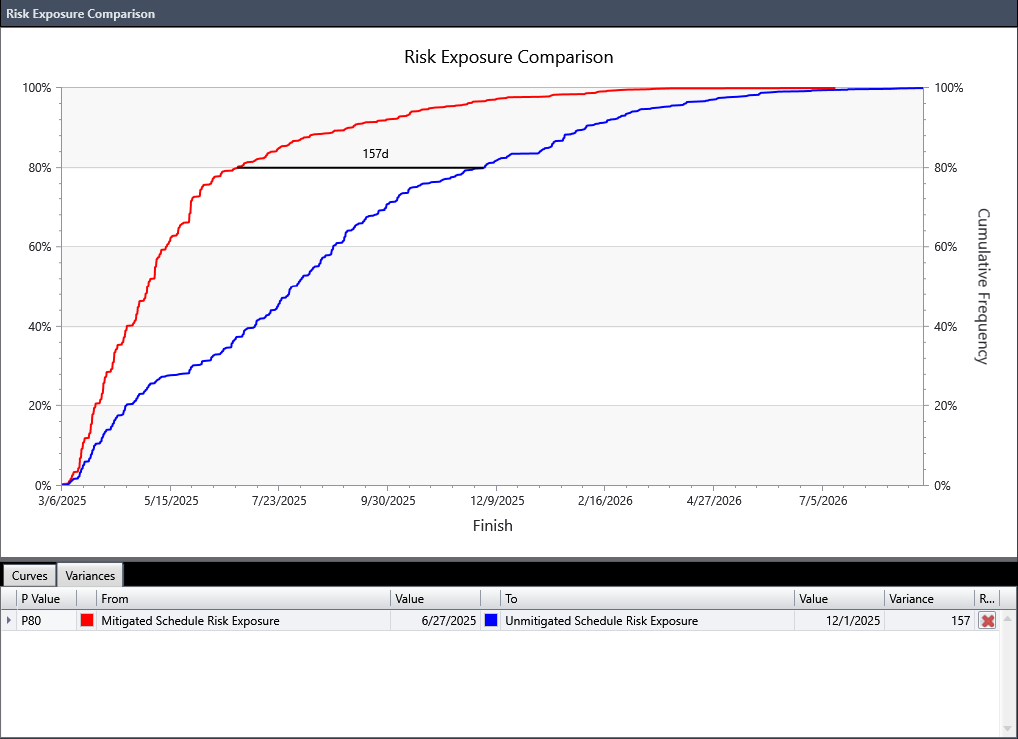 Risk Exposure Comparison
Risk Exposure Comparison
100% 100%
157d
80% 80%
60% 60%
40% 40%
20% 20%
0% 0%
Cumulative Frequency
3/6/2025 5/15/2025 7/23/2025 9/30/2025 12/9/2025 2/16/2026 4/27/2026 7/5/2026
Finish
Curves Variances
P Value From Value To Value Variance R...
P80 Mitigated Schedule Risk Exposure 6/27/2025 Unmitigated Schedule Risk Exposure 12/1/2025 157